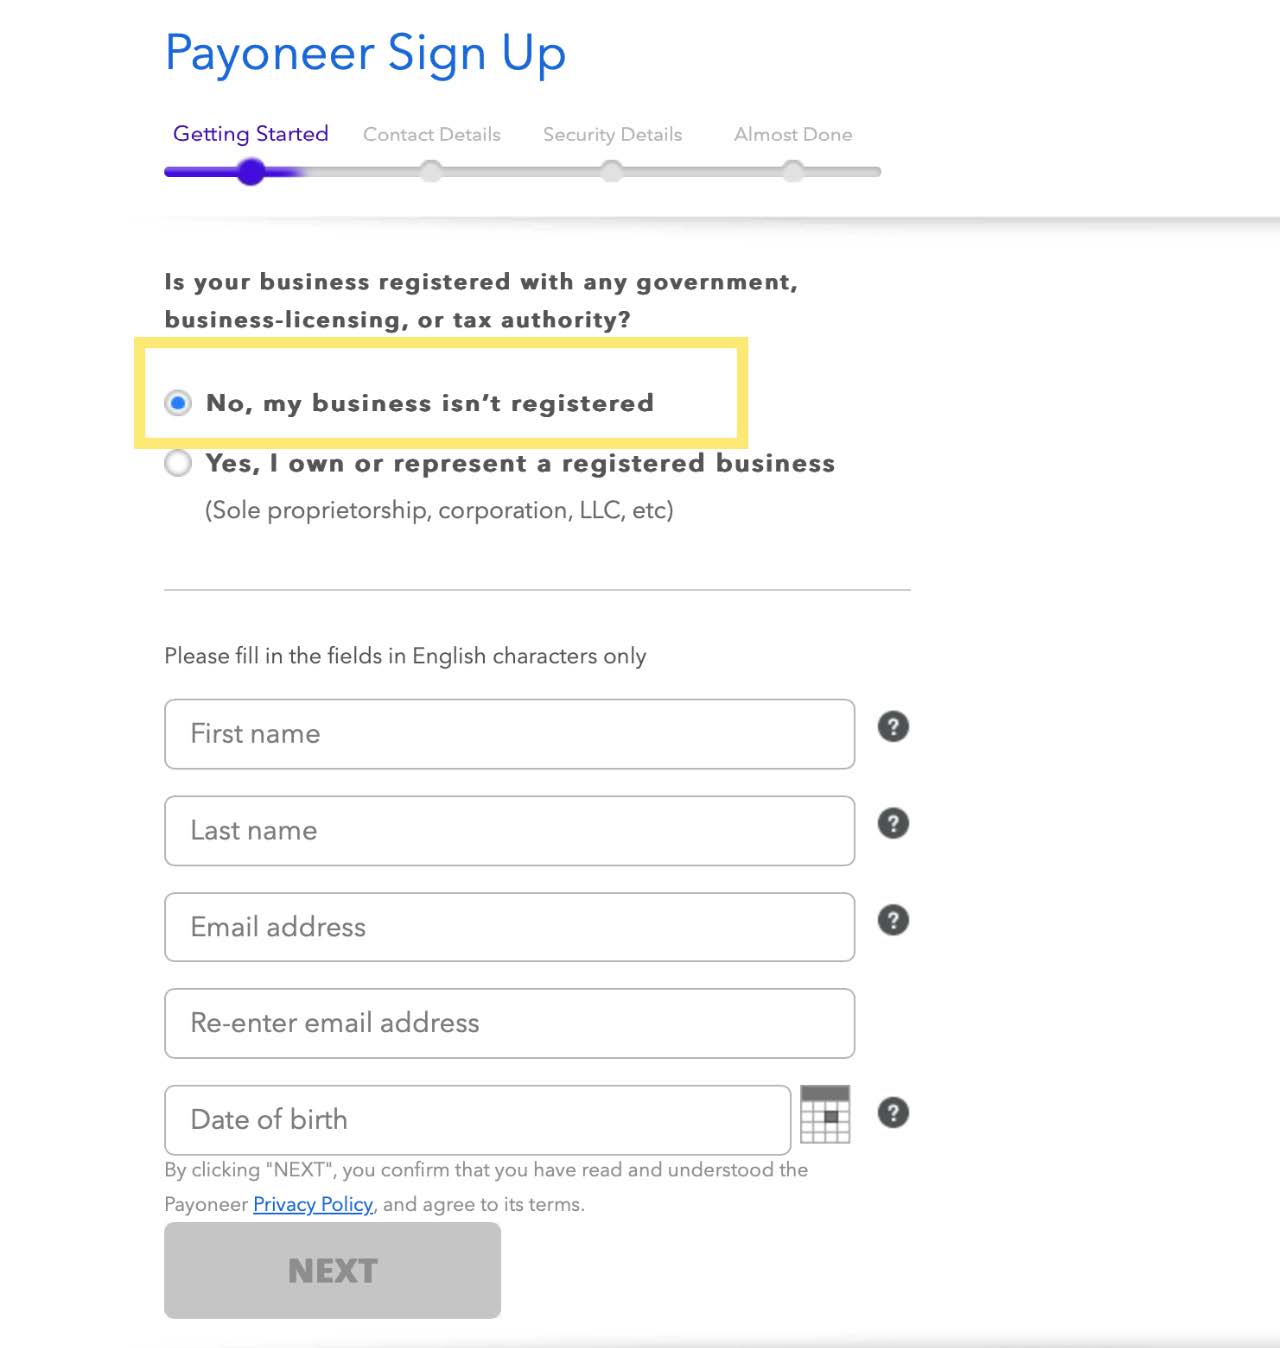 Payoneer Sign Up
Getting Started Contact Details Security Details Almost Done
Is your business registered with any government,
business-licensing, or tax authority?
No, my business isn’t registered
Yes, I own or represent a registered business
(Sole proprietorship, corporation, LLC, etc)
Please fill in the fields in English characters only
First name ?
Last name ?
Email address ?
Re-enter email address
Date of birth ?
By clicking "NEXT", you confirm that you have read and understood the
Payoneer Privacy Policy, and agree to its terms.
NEXT